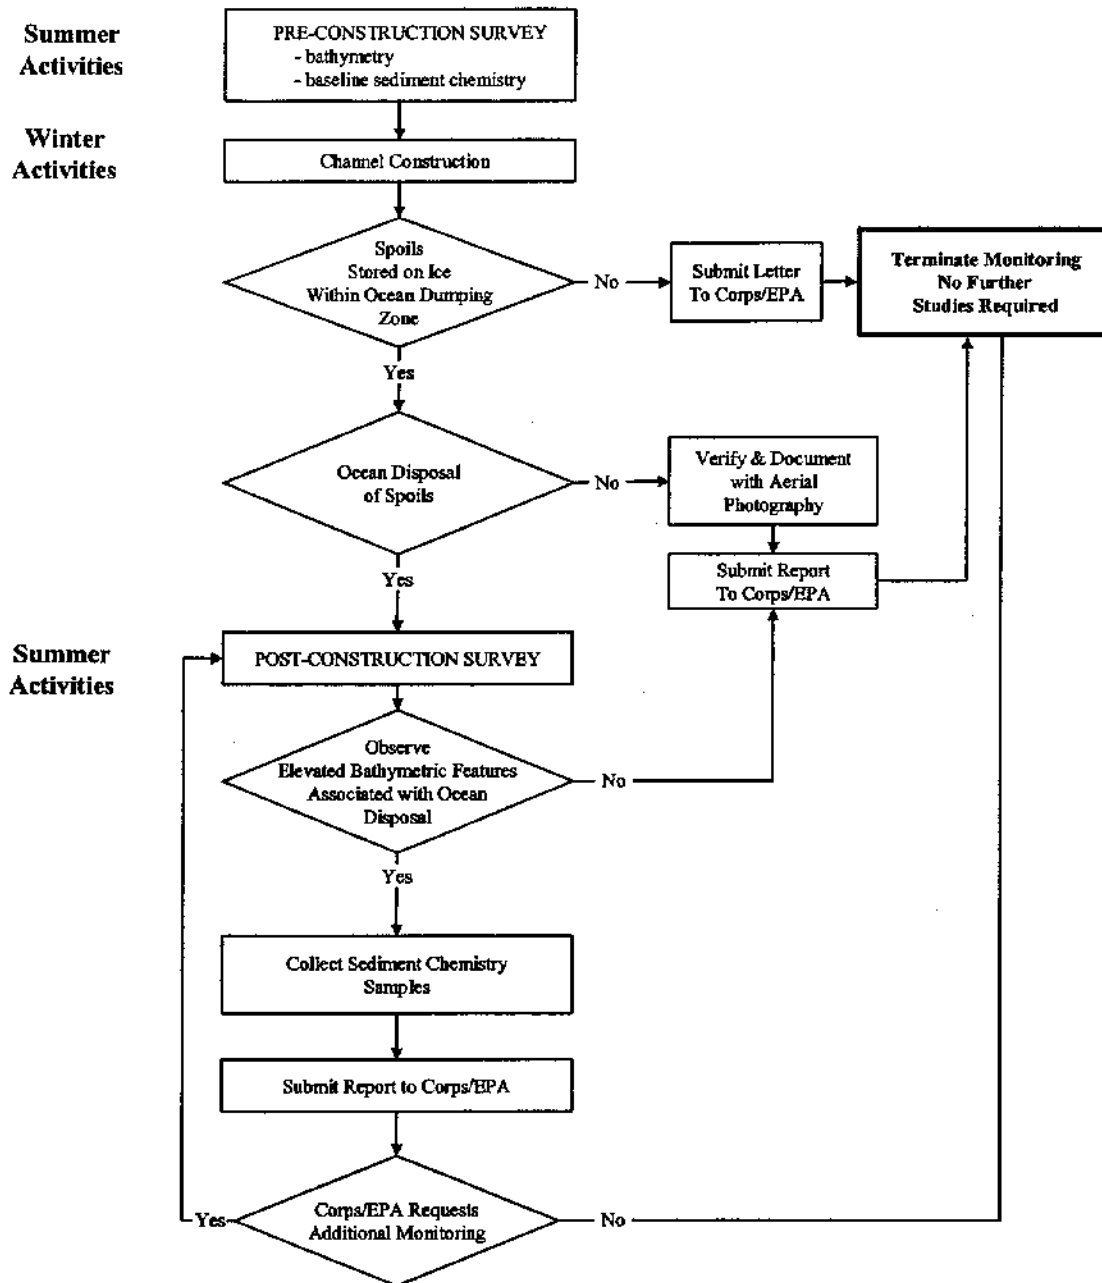 Summer
Activities
PRE-CONSTRUCTION SURVEY
- bathymetry
- baseline sediment chemistry
Winter
Activities
Channel Construction
Spoils
Stored on Ice
Within Ocean Dumping
Zone
No
Submit Letter
To Corps/EPA
Terminate Monitoring
No Further
Studies Required
Yes
Ocean Disposal
of Spoils
No
Verify & Document
with Aerial
Photography
Submit Report
To Corps/EPA
Yes
Summer
Activities
POST-CONSTRUCTION SURVEY
Observe
Elevated Bathymetric Features
Associated with Ocean
Disposal
No
Yes
Collect Sediment Chemistry
Samples
Submit Report to Corps/EPA
Corps/EPA Requests
Additional Monitoring
Yes
No